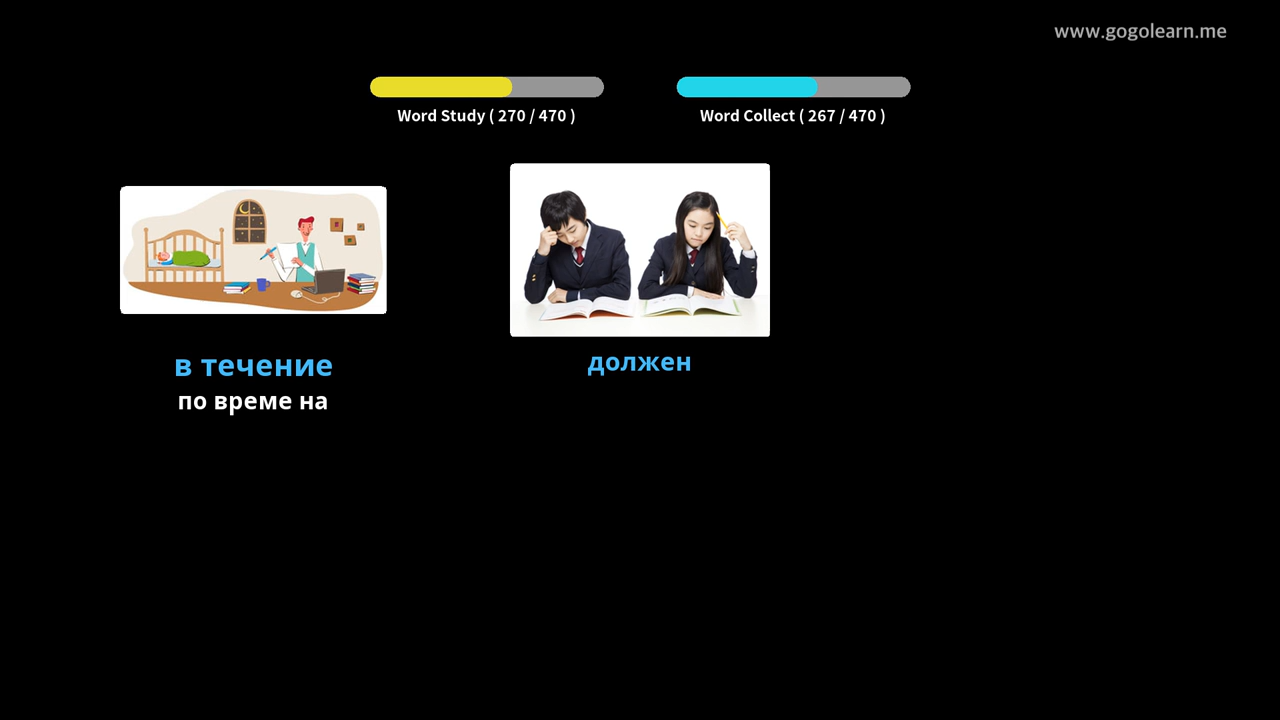 www.gogolearn.me
Word Study ( 270 / 470 )
Word Collect ( 267 / 470 )
в течение
по време на
должен